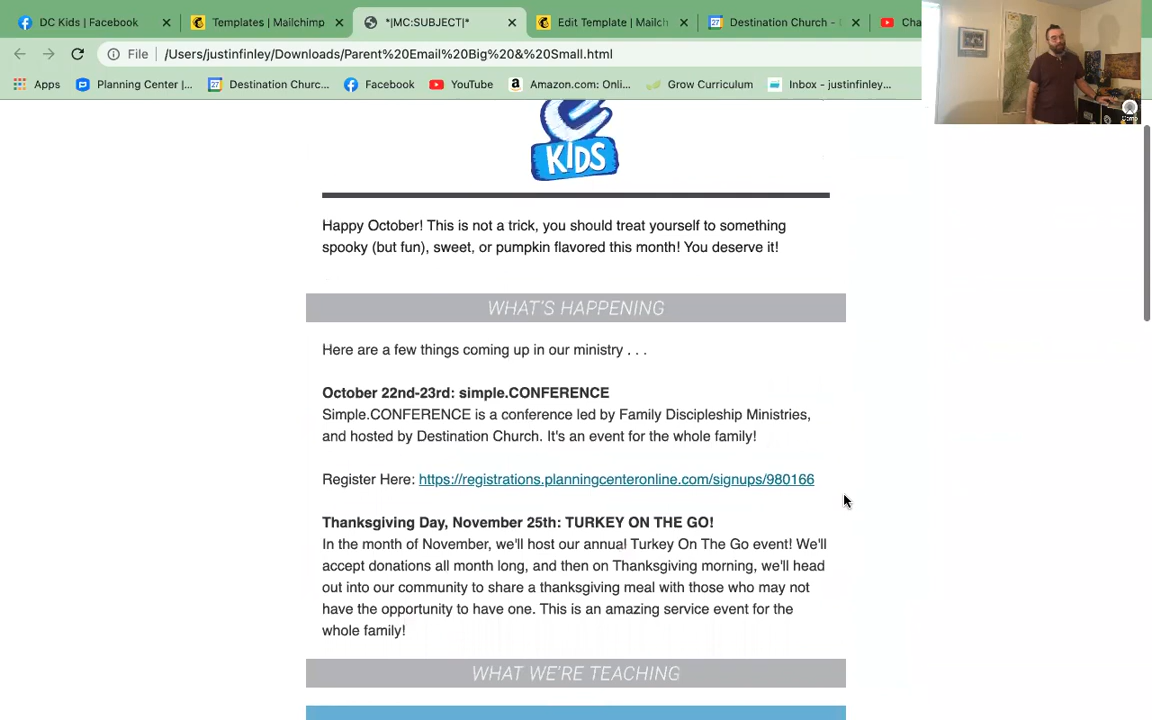 DC Kids | Facebook
Templates | Mailchimp
*|MC:SUBJECT|*
Edit Template | Mailch
27 Destination Church -
Cha
File /Users/justinfinley/Downloads/Parent%20Email%20Big%20&%20Small.html
Apps
Planning Center |...
27 Destination Churc...
Facebook
YouTube
Amazon.com: Onli...
Grow Curriculum
Inbox - justinfinley...
KIDS
Happy October! This is not a trick, you should treat yourself to something
spooky (but fun), sweet, or pumpkin flavored this month! You deserve it!
WHAT'S HAPPENING
Here are a few things coming up in our ministry . . .
October 22nd-23rd: simple.CONFERENCE
Simple.CONFERENCE is a conference led by Family Discipleship Ministries,
and hosted by Destination Church. It's an event for the whole family!
Register Here: https://registrations.planningcenteronline.com/signups/980166
Thanksgiving Day, November 25th: TURKEY ON THE GO!
In the month of November, we'll host our annual Turkey On The Go event! We'll
accept donations all month long, and then on Thanksgiving morning, we'll head
out into our community to share a thanksgiving meal with those who may not
have the opportunity to have one. This is an amazing service event for the
whole family!
WHAT WE'RE TEACHING